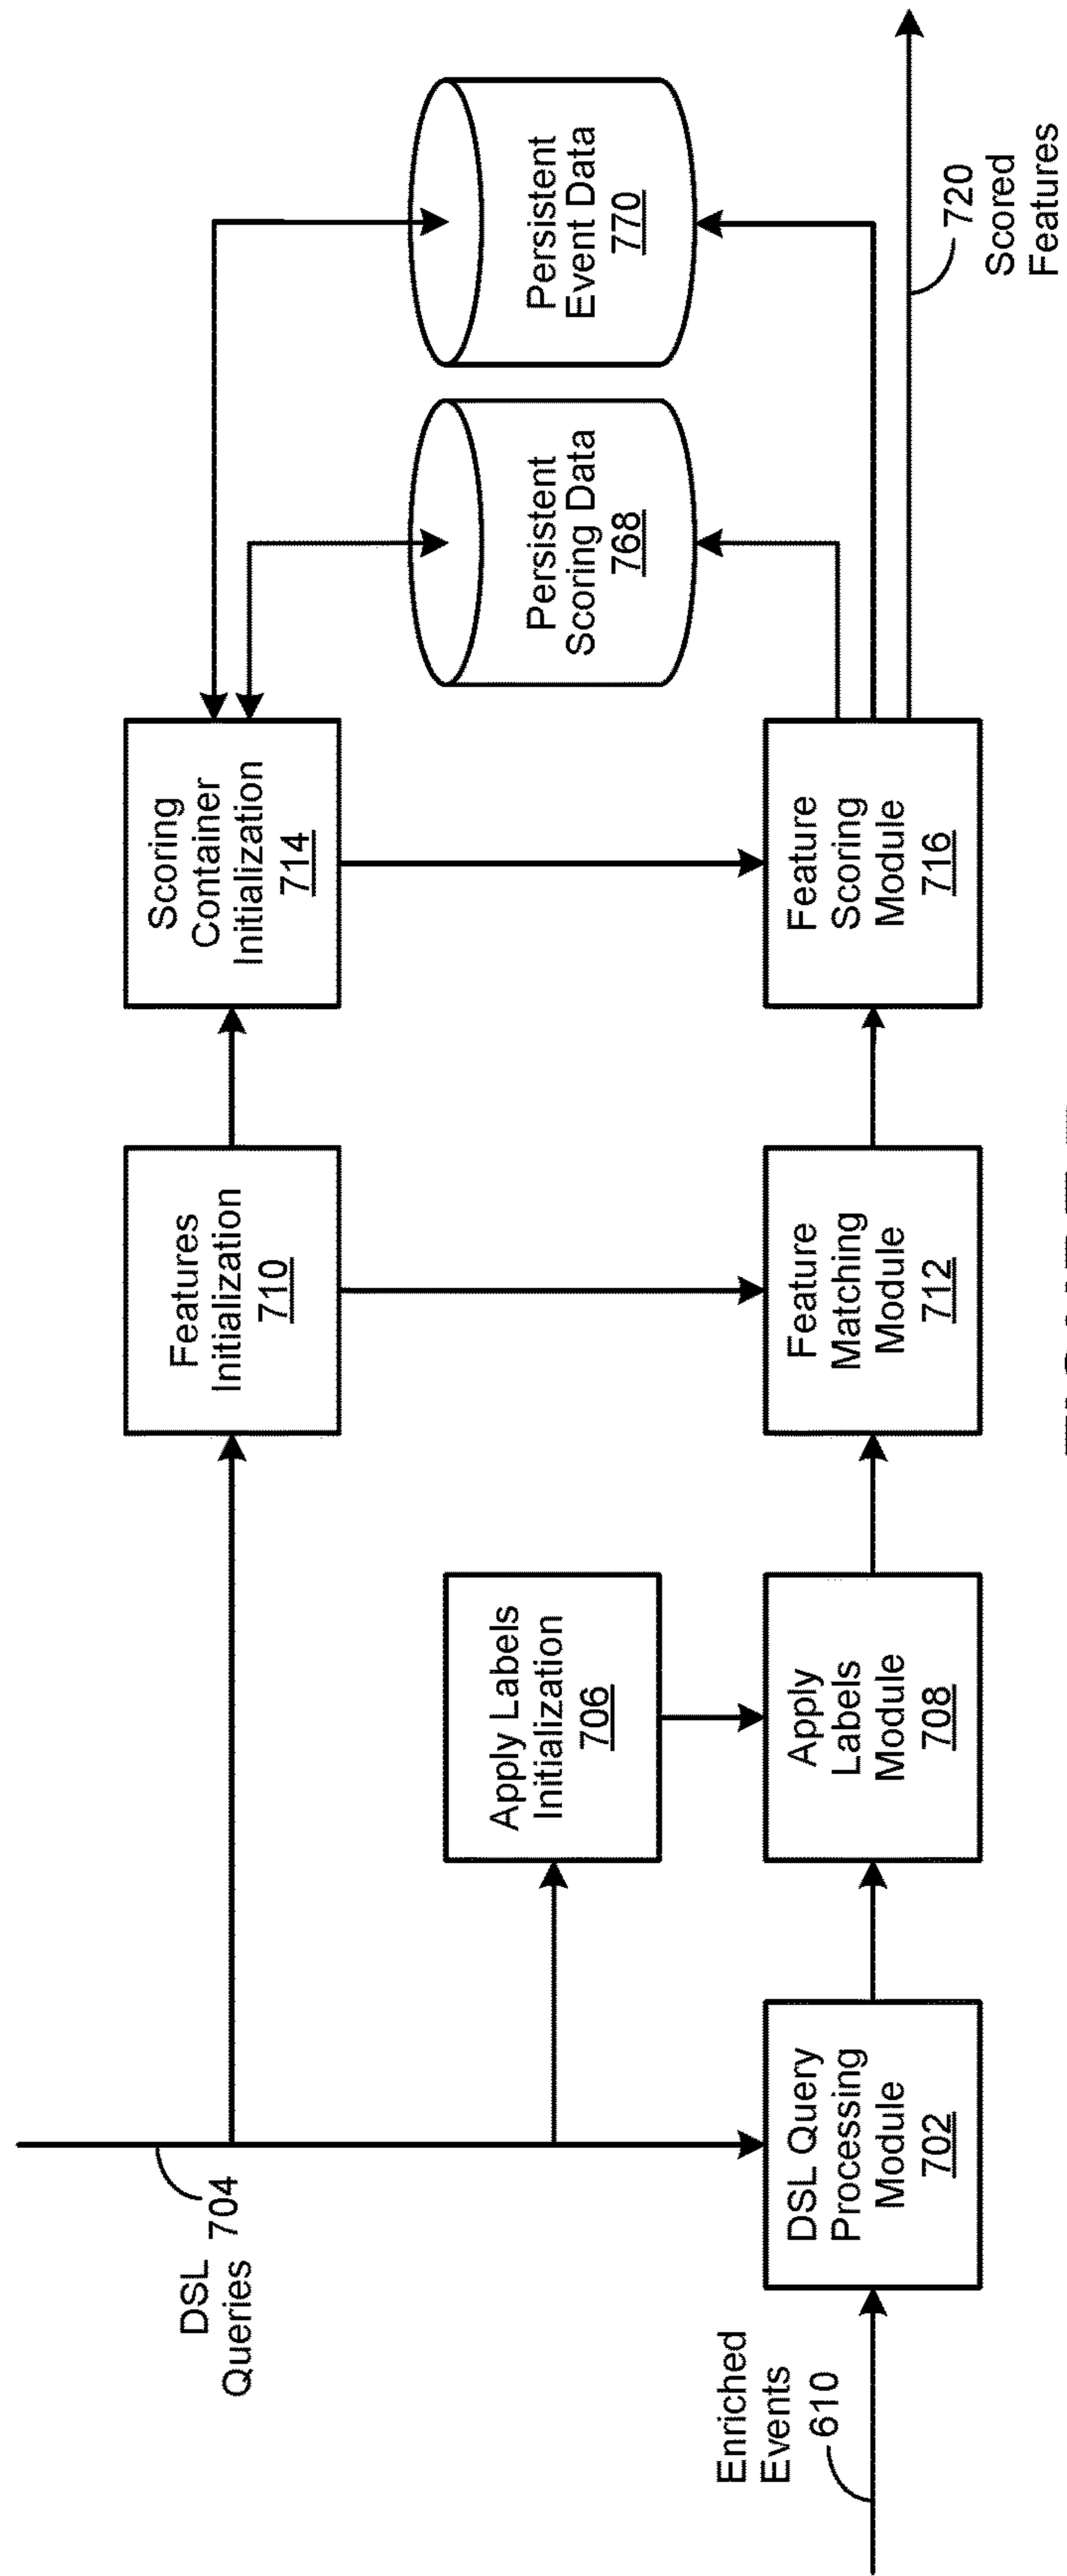 DSL
Queries 704
Enriched
Events
610
DSL Query
Processing
Module
702
Apply Labels
Initialization
706
Apply
Labels
Module
708
Features
Initialization
710
Feature
Matching
Module
712
Scoring
Container
Initialization
714
Feature
Scoring
Module
716
Persistent
Scoring Data
768
Persistent
Event Data
770
720
Scored
Features